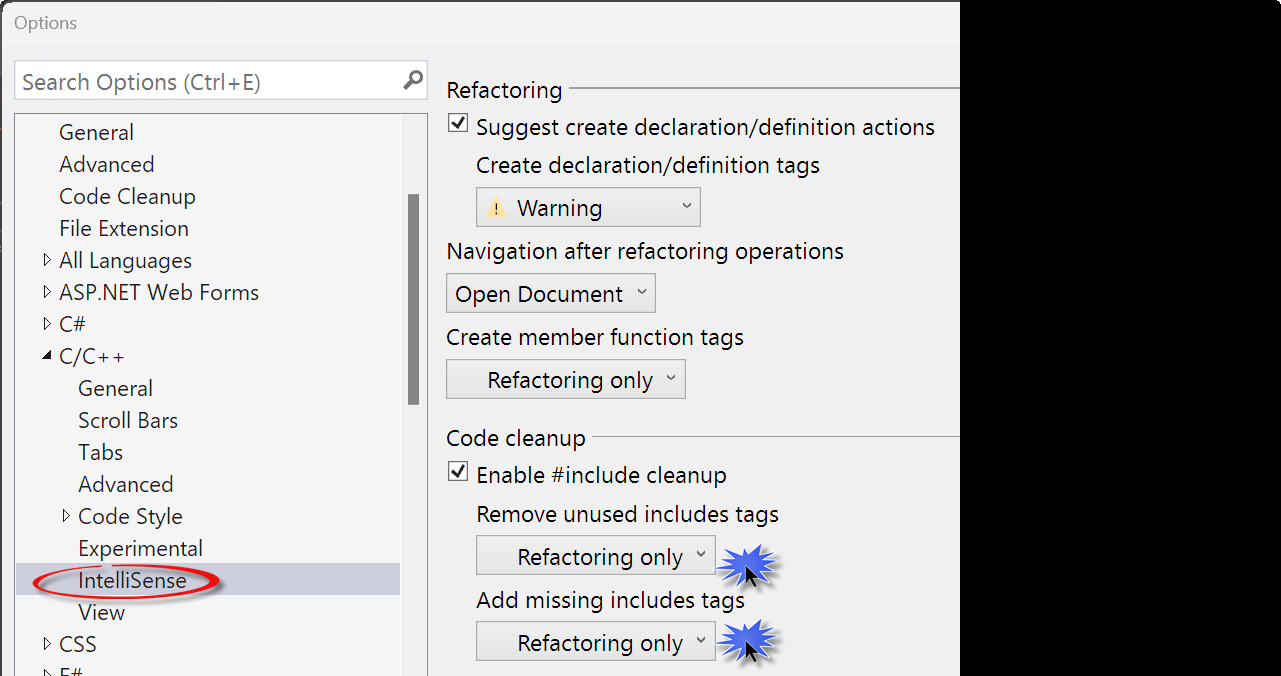 Options
Search Options (Ctrl+E)
General
Advanced
Code Cleanup
File Extension
All Languages
ASP.NET Web Forms
C#
C/C++
General
Scroll Bars
Tabs
Advanced
Code Style
Experimental
IntelliSense
View
CSS
F#
Refactoring
Suggest create declaration/definition actions
Create declaration/definition tags
Warning
Navigation after refactoring operations
Open Document
Create member function tags
Refactoring only
Code cleanup
Enable #include cleanup
Remove unused includes tags
Refactoring only
Add missing includes tags
Refactoring only